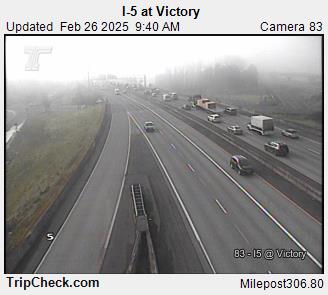 I-5 at Victory
Updated Feb 26 2025 9:40 AM Camera 83
S
83 - I5 @ Victory
TripCheck.com Milepost306.80